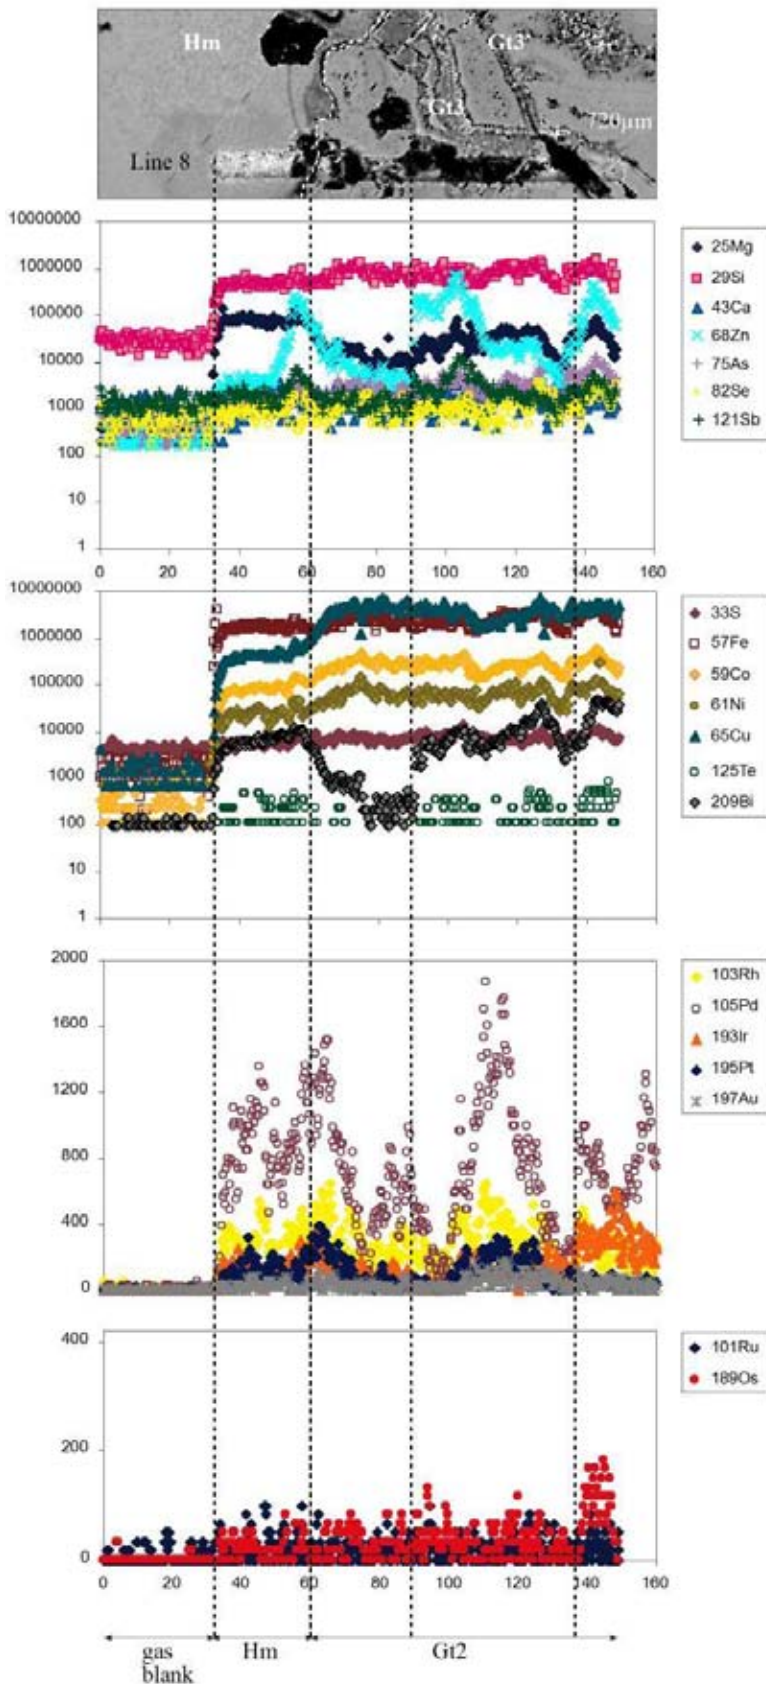 Hm
Gt3'
Gt3
720µm
Line 8
10000000
1000000
100000
10000
1000
100
10
1
0 20 40 60 80 100 120 140 160
25Mg
29Si
43Ca
68Zn
75As
82Se
121Sb
10000000
1000000
100000
10000
1000
100
10
1
0 20 40 60 80 100 120 140 160
33S
57Fe
59Co
61Ni
65Cu
125Te
209Bi
2000
1600
1200
800
400
0
103Rh
105Pd
193Ir
195Pt
197Au
400
200
0
0 20 40 60 80 100 120 140 160
101Ru
189Os
gas
blank
Hm
Gt2